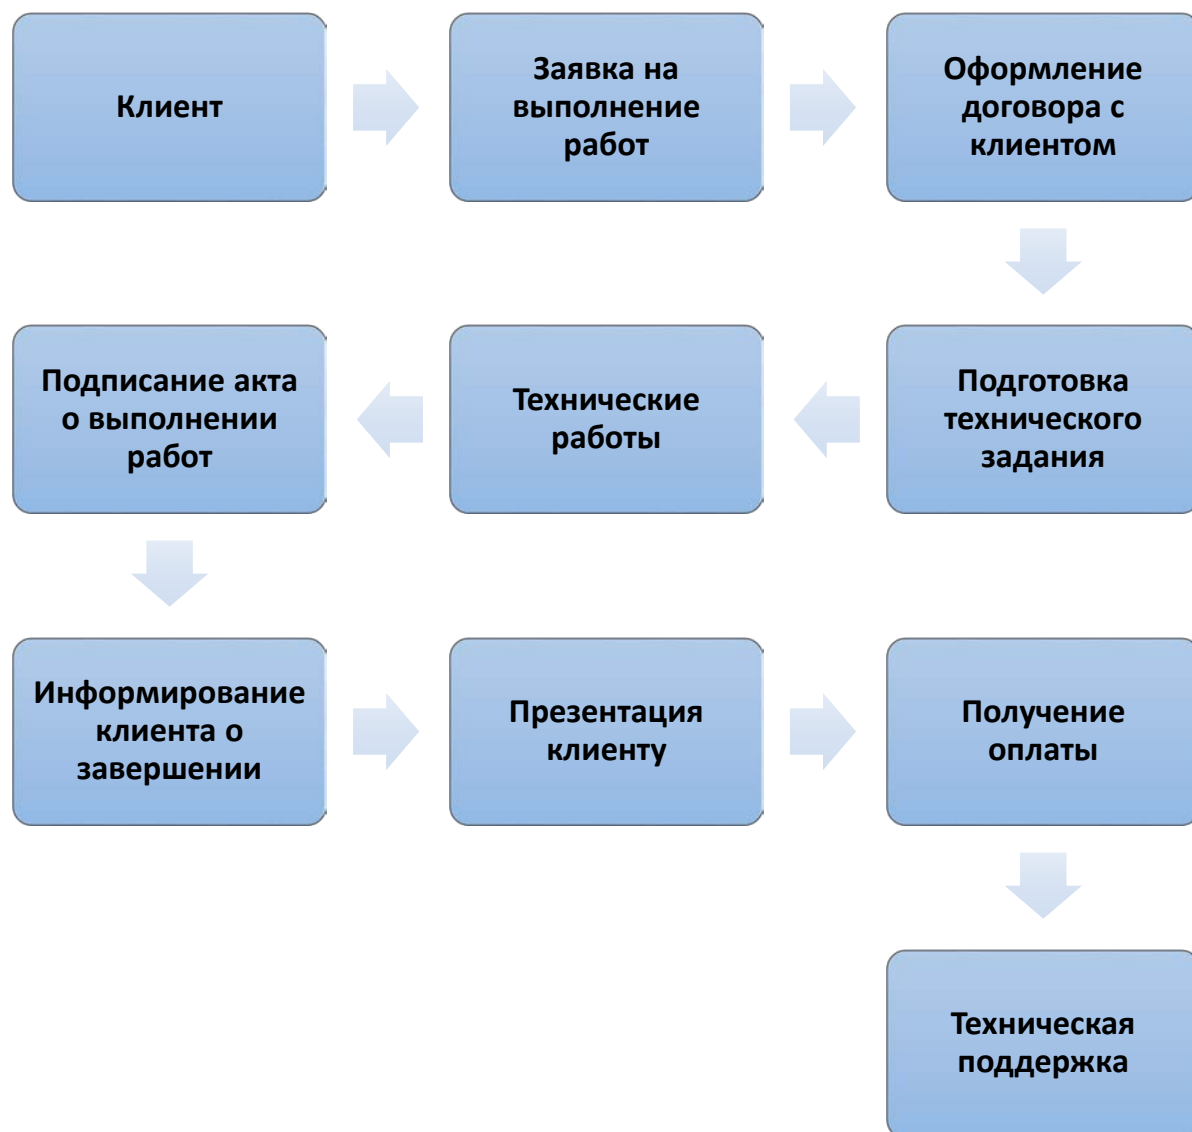 Клиент
Заявка на
выполнение
работ
Оформление
договора с
клиентом
Подготовка
технического
задания
Технические
работы
Подписание акта
о выполнении
работ
Информирование
клиента о
завершении
Презентация
клиенту
Получение
оплаты
Техническая
поддержка